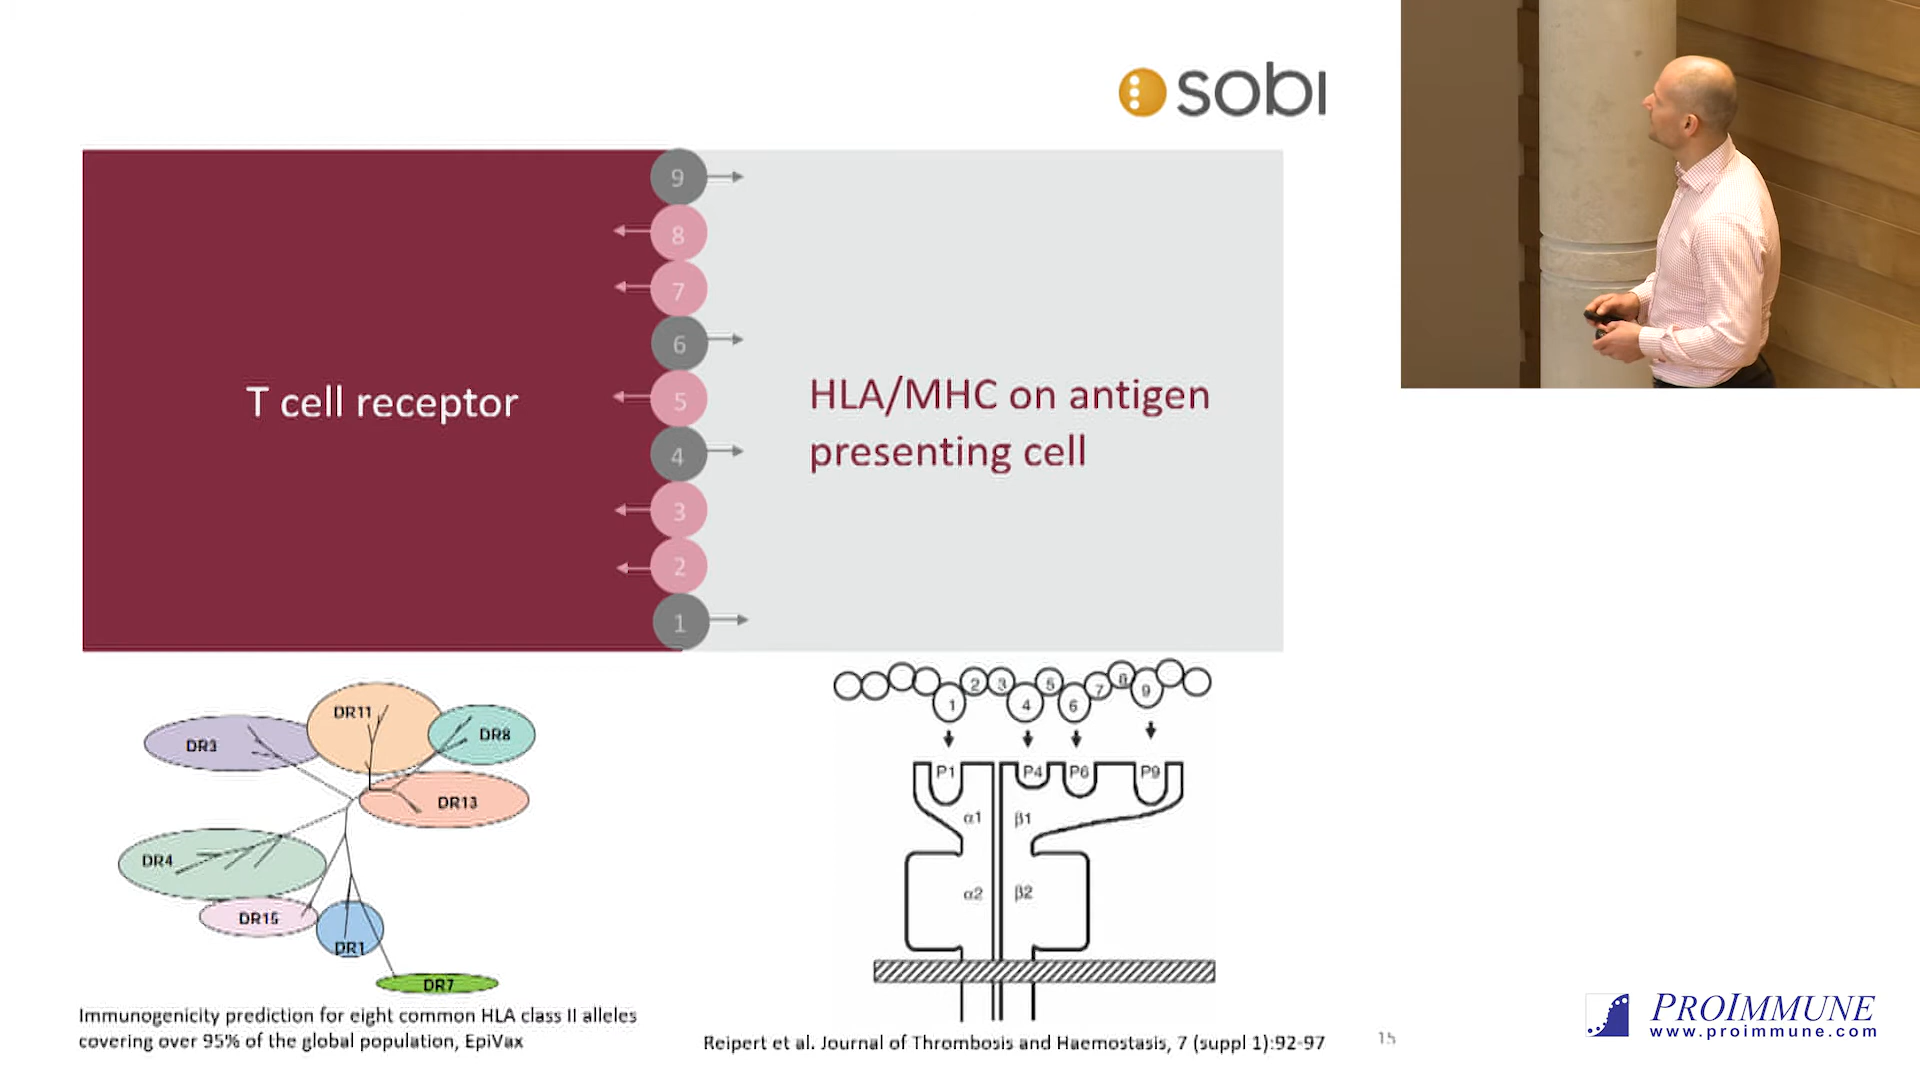 sobi
9
8
7
6
5
4
3
2
1
T cell receptor
HLA/MHC on antigen
presenting cell
DR3
DR11
DR8
DR13
DR4
DR15
DR1
DR7
Immunogenicity prediction for eight common HLA class II alleles
covering over 95% of the global population, EpiVax
1 2 3 4 5 6 7 8 9
P1 P4 P6 P9
α1 β1
α2 β2
Reipert et al. Journal of Thrombosis and Haemostasis, 7 (suppl 1):92-97
15
PROIMMUNE
www.proimmune.com